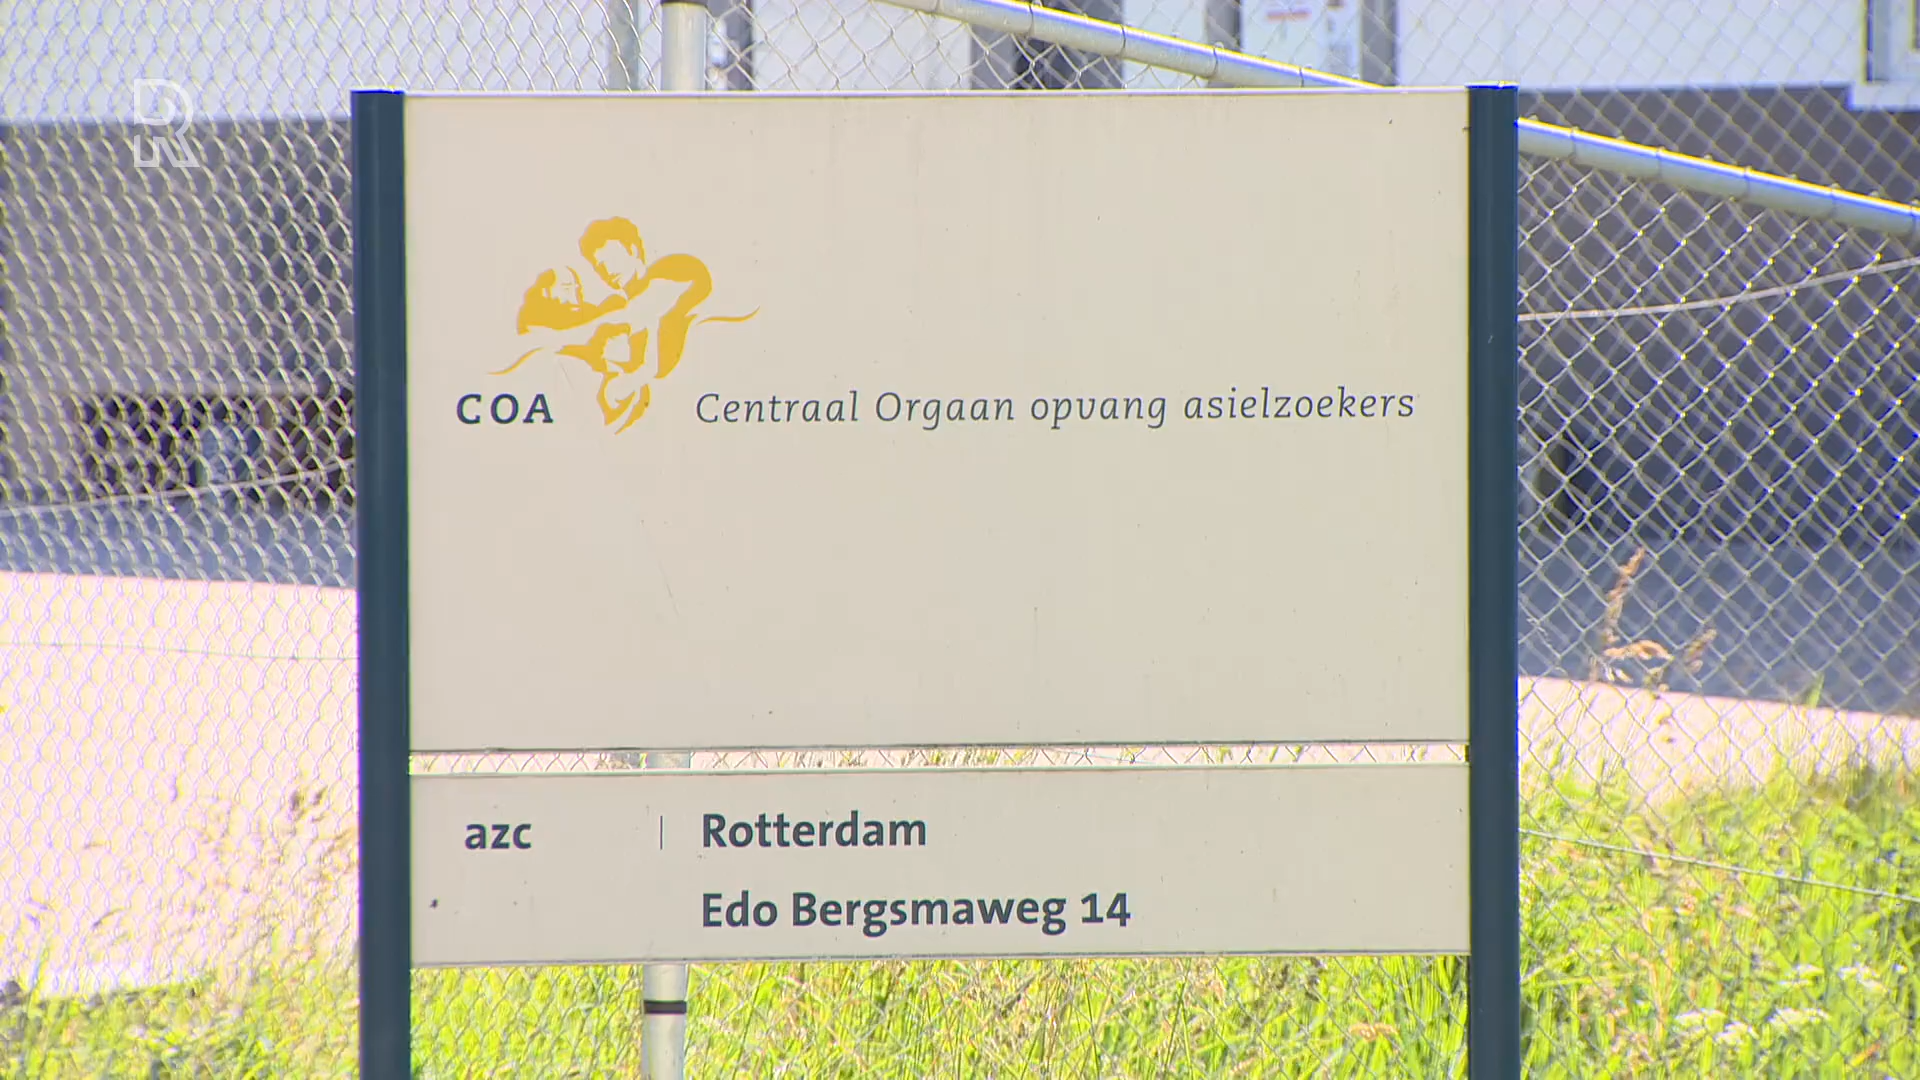 R
COA
Centraal Orgaan opvang asielzoekers
azc | Rotterdam
Edo Bergsmaweg 14